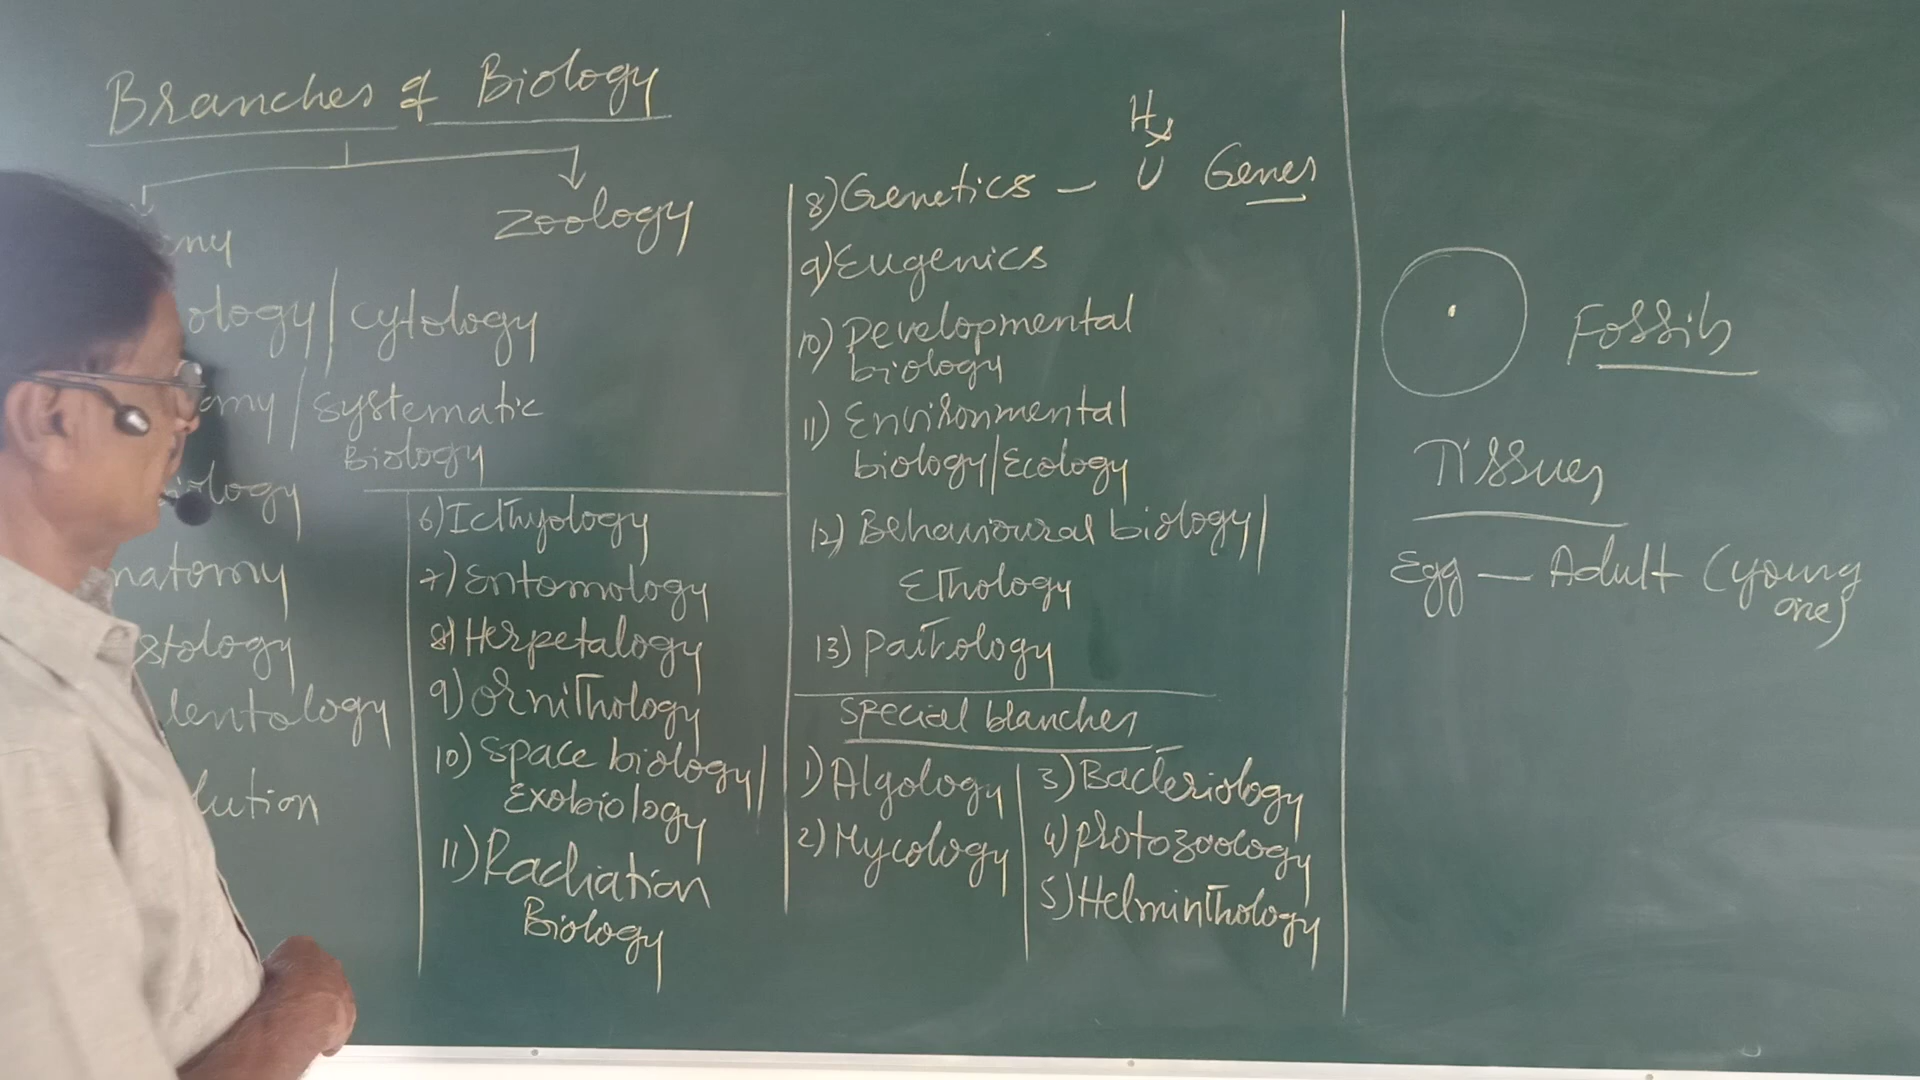 Branches of Biology
Zoology
ology/cytology
omy/systematic
Biology
iology
natomy
stology
lentology
lution
6) Icthyology
7) Entomology
8) Herpetalogy
9) Ornithology
10) Space biology/
Exobiology
11) Radiation
Biology
8) Genetics – H
V Genes
9) Eugenics
10) Developmental
biology
11) Environmental
biology/Ecology
12) Behavioural biology/
Ethology
13) Pathology
Special branches
1) Algology
2) Mycology
3) Bacteriology
4) Protozoology
5) Helminthology
Fossils
Tissues
Egg — Adult (young
one)